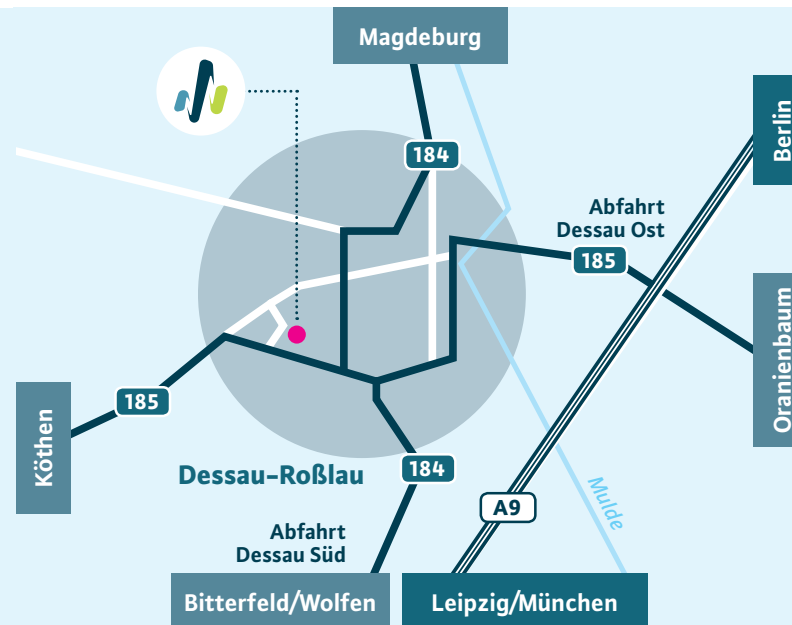 Magdeburg
Berlin
184
Abfahrt
Dessau Ost
185
Oranienbaum
185
Köthen
Dessau-Roßlau
184
Mulde
A9
Abfahrt
Dessau Süd
Bitterfeld/Wolfen
Leipzig/München